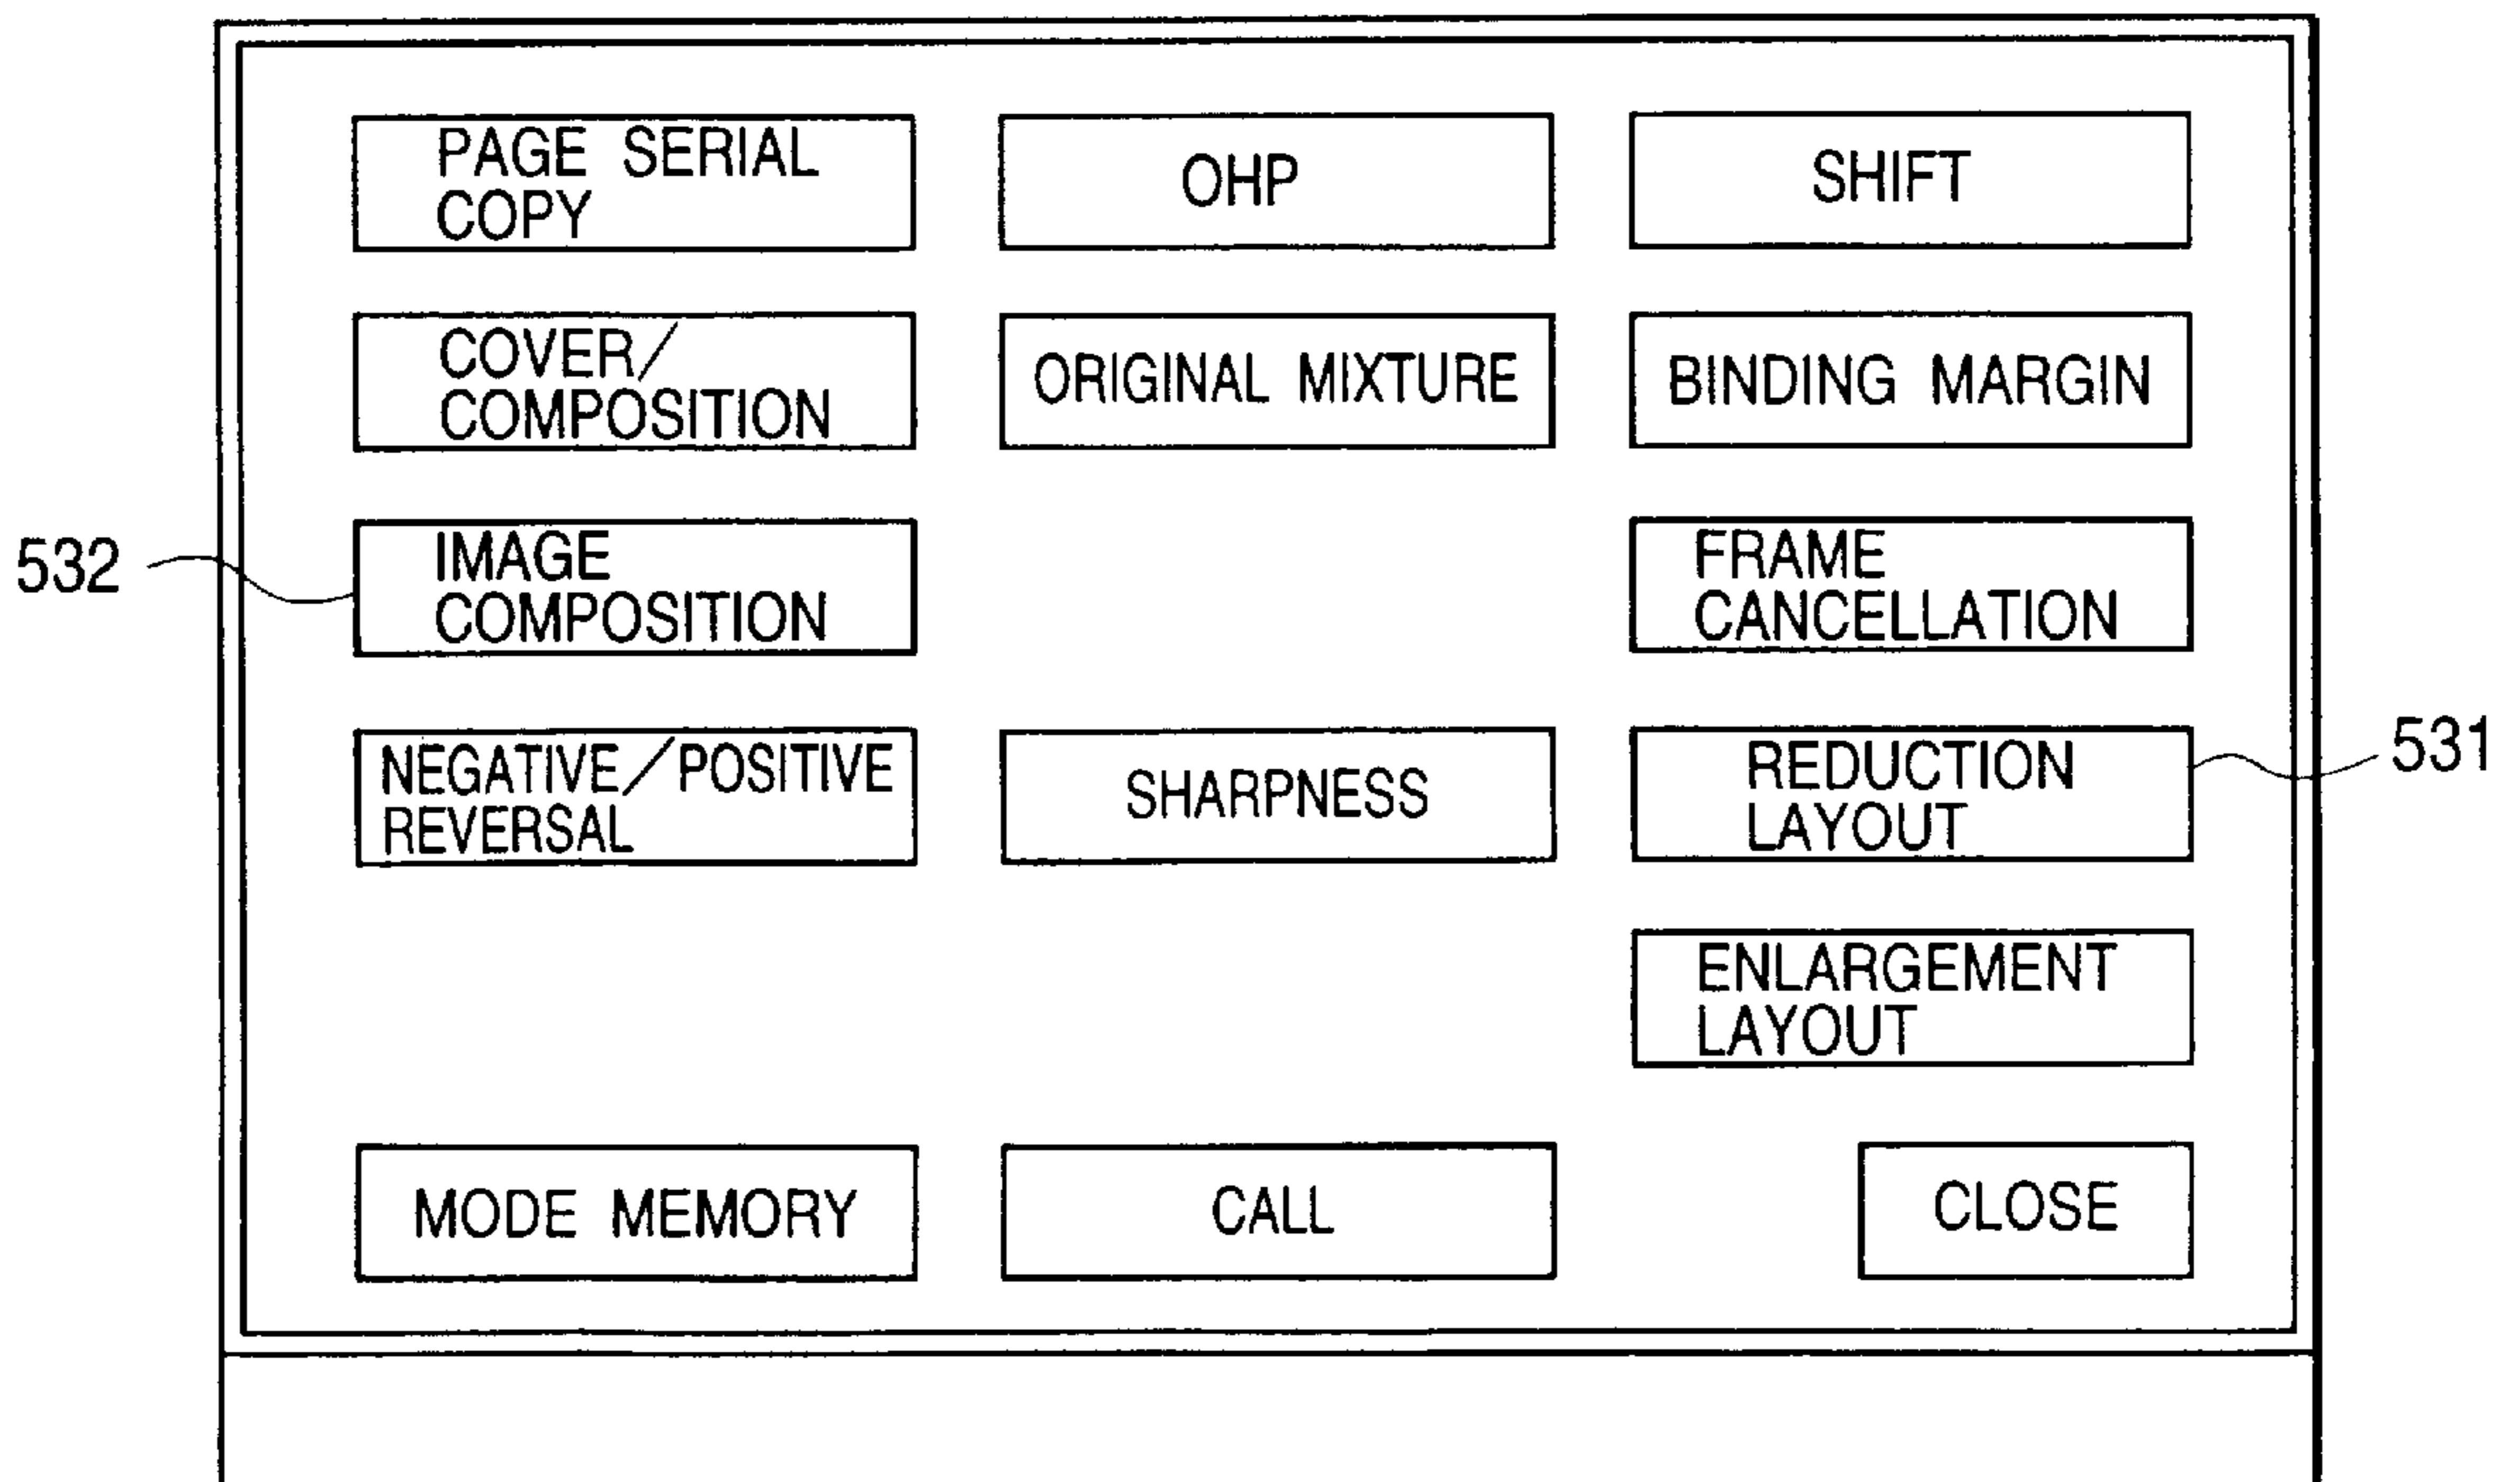 PAGE SERIAL
COPY
OHP
SHIFT
COVER/
COMPOSITION
ORIGINAL MIXTURE
BINDING MARGIN
532
IMAGE
COMPOSITION
FRAME
CANCELLATION
NEGATIVE/POSITIVE
REVERSAL
SHARPNESS
REDUCTION
LAYOUT
531
ENLARGEMENT
LAYOUT
MODE MEMORY
CALL
CLOSE